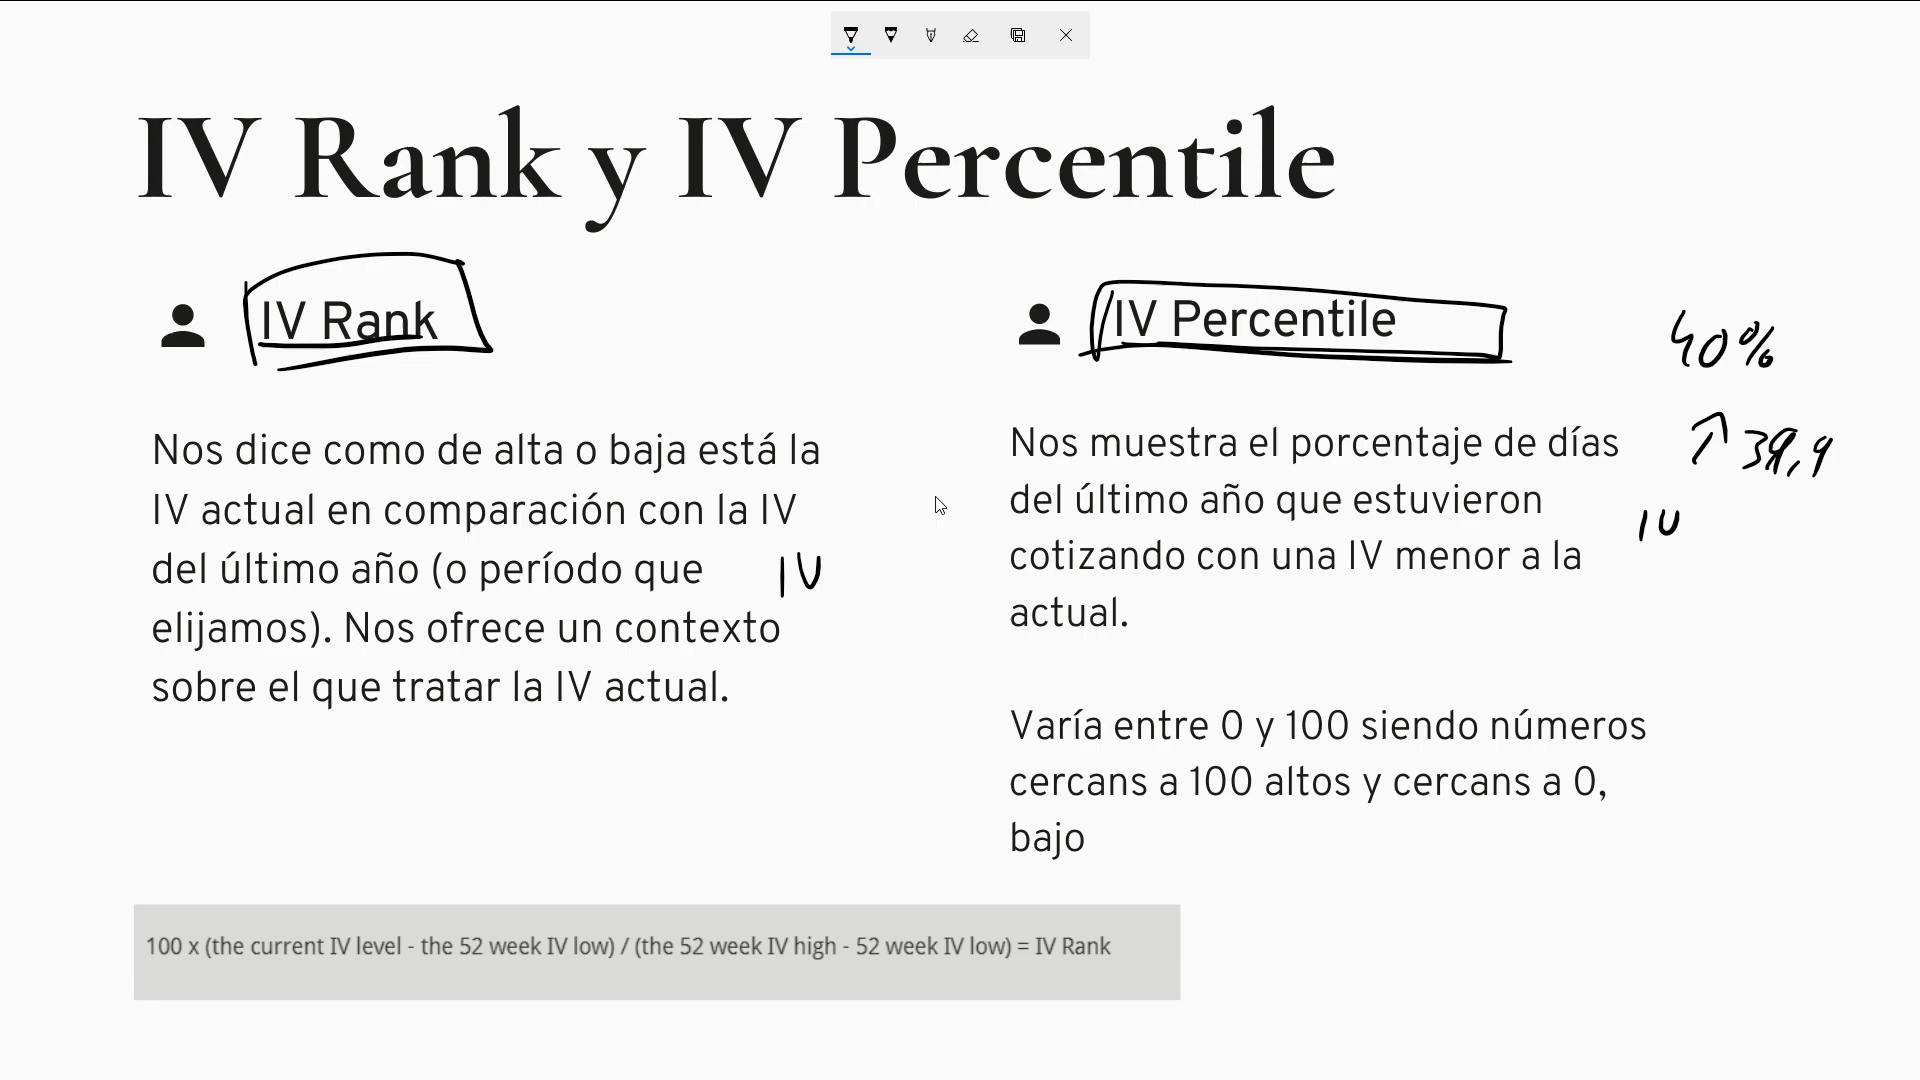 IV Rank y IV Percentile
IV Rank
Nos dice como de alta o baja está la
IV actual en comparación con la IV
del último año (o período que
elijamos). Nos ofrece un contexto
sobre el que tratar la IV actual.
IV
IV Percentile
40%
39,9
IV
Nos muestra el porcentaje de días
del último año que estuvieron
cotizando con una IV menor a la
actual.
Varía entre 0 y 100 siendo números
cercans a 100 altos y cercans a 0,
bajo
100 x (the current IV level - the 52 week IV low) / (the 52 week IV high - 52 week IV low) = IV Rank